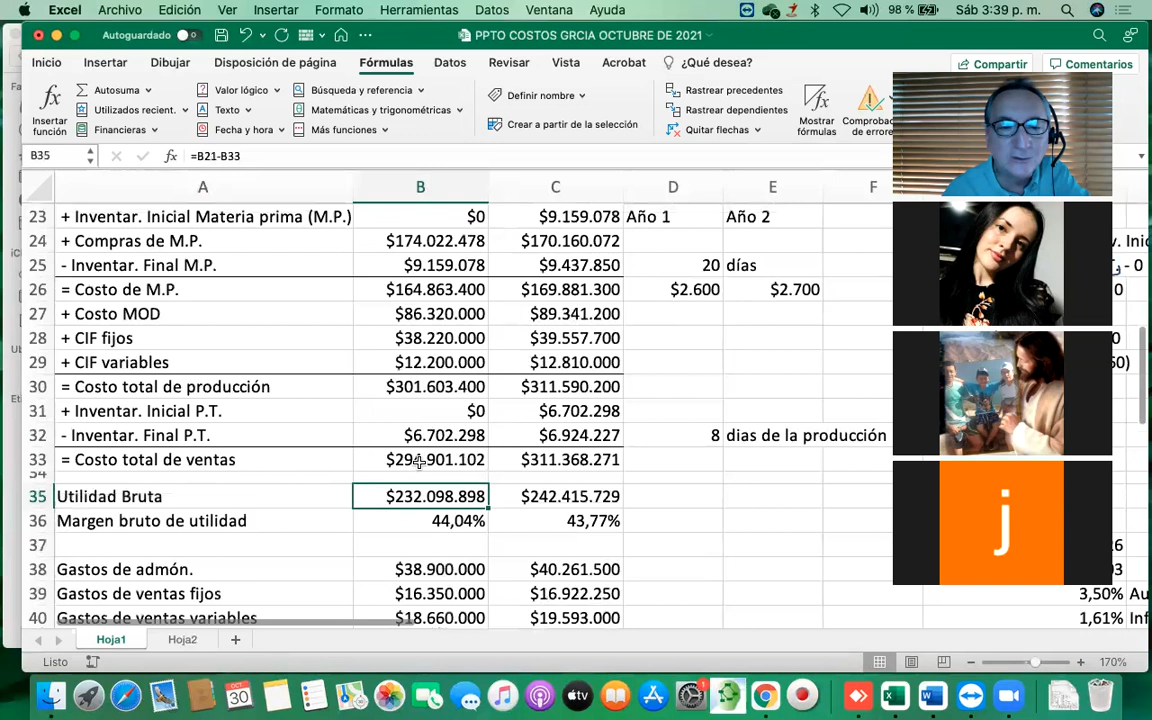 Excel Archivo Edición Ver Insertar Formato Herramientas Datos Ventana Ayuda 98 % Sáb 3:39 p. m.
Autoguardado PPTO COSTOS GRCIA OCTUBRE DE 2021
Inicio Insertar Dibujar Disposición de página Fórmulas Datos Revisar Vista Acrobat ¿Qué desea? Compartir Comentarios
Insertar función
Autosuma Valor lógico Búsqueda y referencia Definir nombre Rastrear precedentes
Utilizados recient. Texto Matemáticas y trigonométricas Rastrear dependientes
Financieras Fecha y hora Más funciones Crear a partir de la selección Quitar flechas
Mostrar fórmulas
Comprobac de errore
B35 fx =B21-B33
A B C D E F
23 + Inventar. Inicial Materia prima (M.P.) $0 $9.159.078 Año 1 Año 2
24 + Compras de M.P. $174.022.478 $170.160.072
25 - Inventar. Final M.P. $9.159.078 $9.437.850 20 días
26 = Costo de M.P. $164.863.400 $169.881.300 $2.600 $2.700
27 + Costo MOD $86.320.000 $89.341.200
28 + CIF fijos $38.220.000 $39.557.700
29 + CIF variables $12.200.000 $12.810.000
30 = Costo total de producción $301.603.400 $311.590.200
31 + Inventar. Inicial P.T. $0 $6.702.298
32 - Inventar. Final P.T. $6.702.298 $6.924.227 8 dias de la producción
33 = Costo total de ventas $294.901.102 $311.368.271
34
35 Utilidad Bruta $232.098.898 $242.415.729
36 Margen bruto de utilidad 44,04% 43,77%
37
38 Gastos de admón. $38.900.000 $40.261.500
39 Gastos de ventas fijos $16.350.000 $16.922.250 3,50%
40 Gastos de ventas variables $18.660.000 $19.593.000 1,61%
j
Hoja1 Hoja2 +
Listo 170%
OCT 30